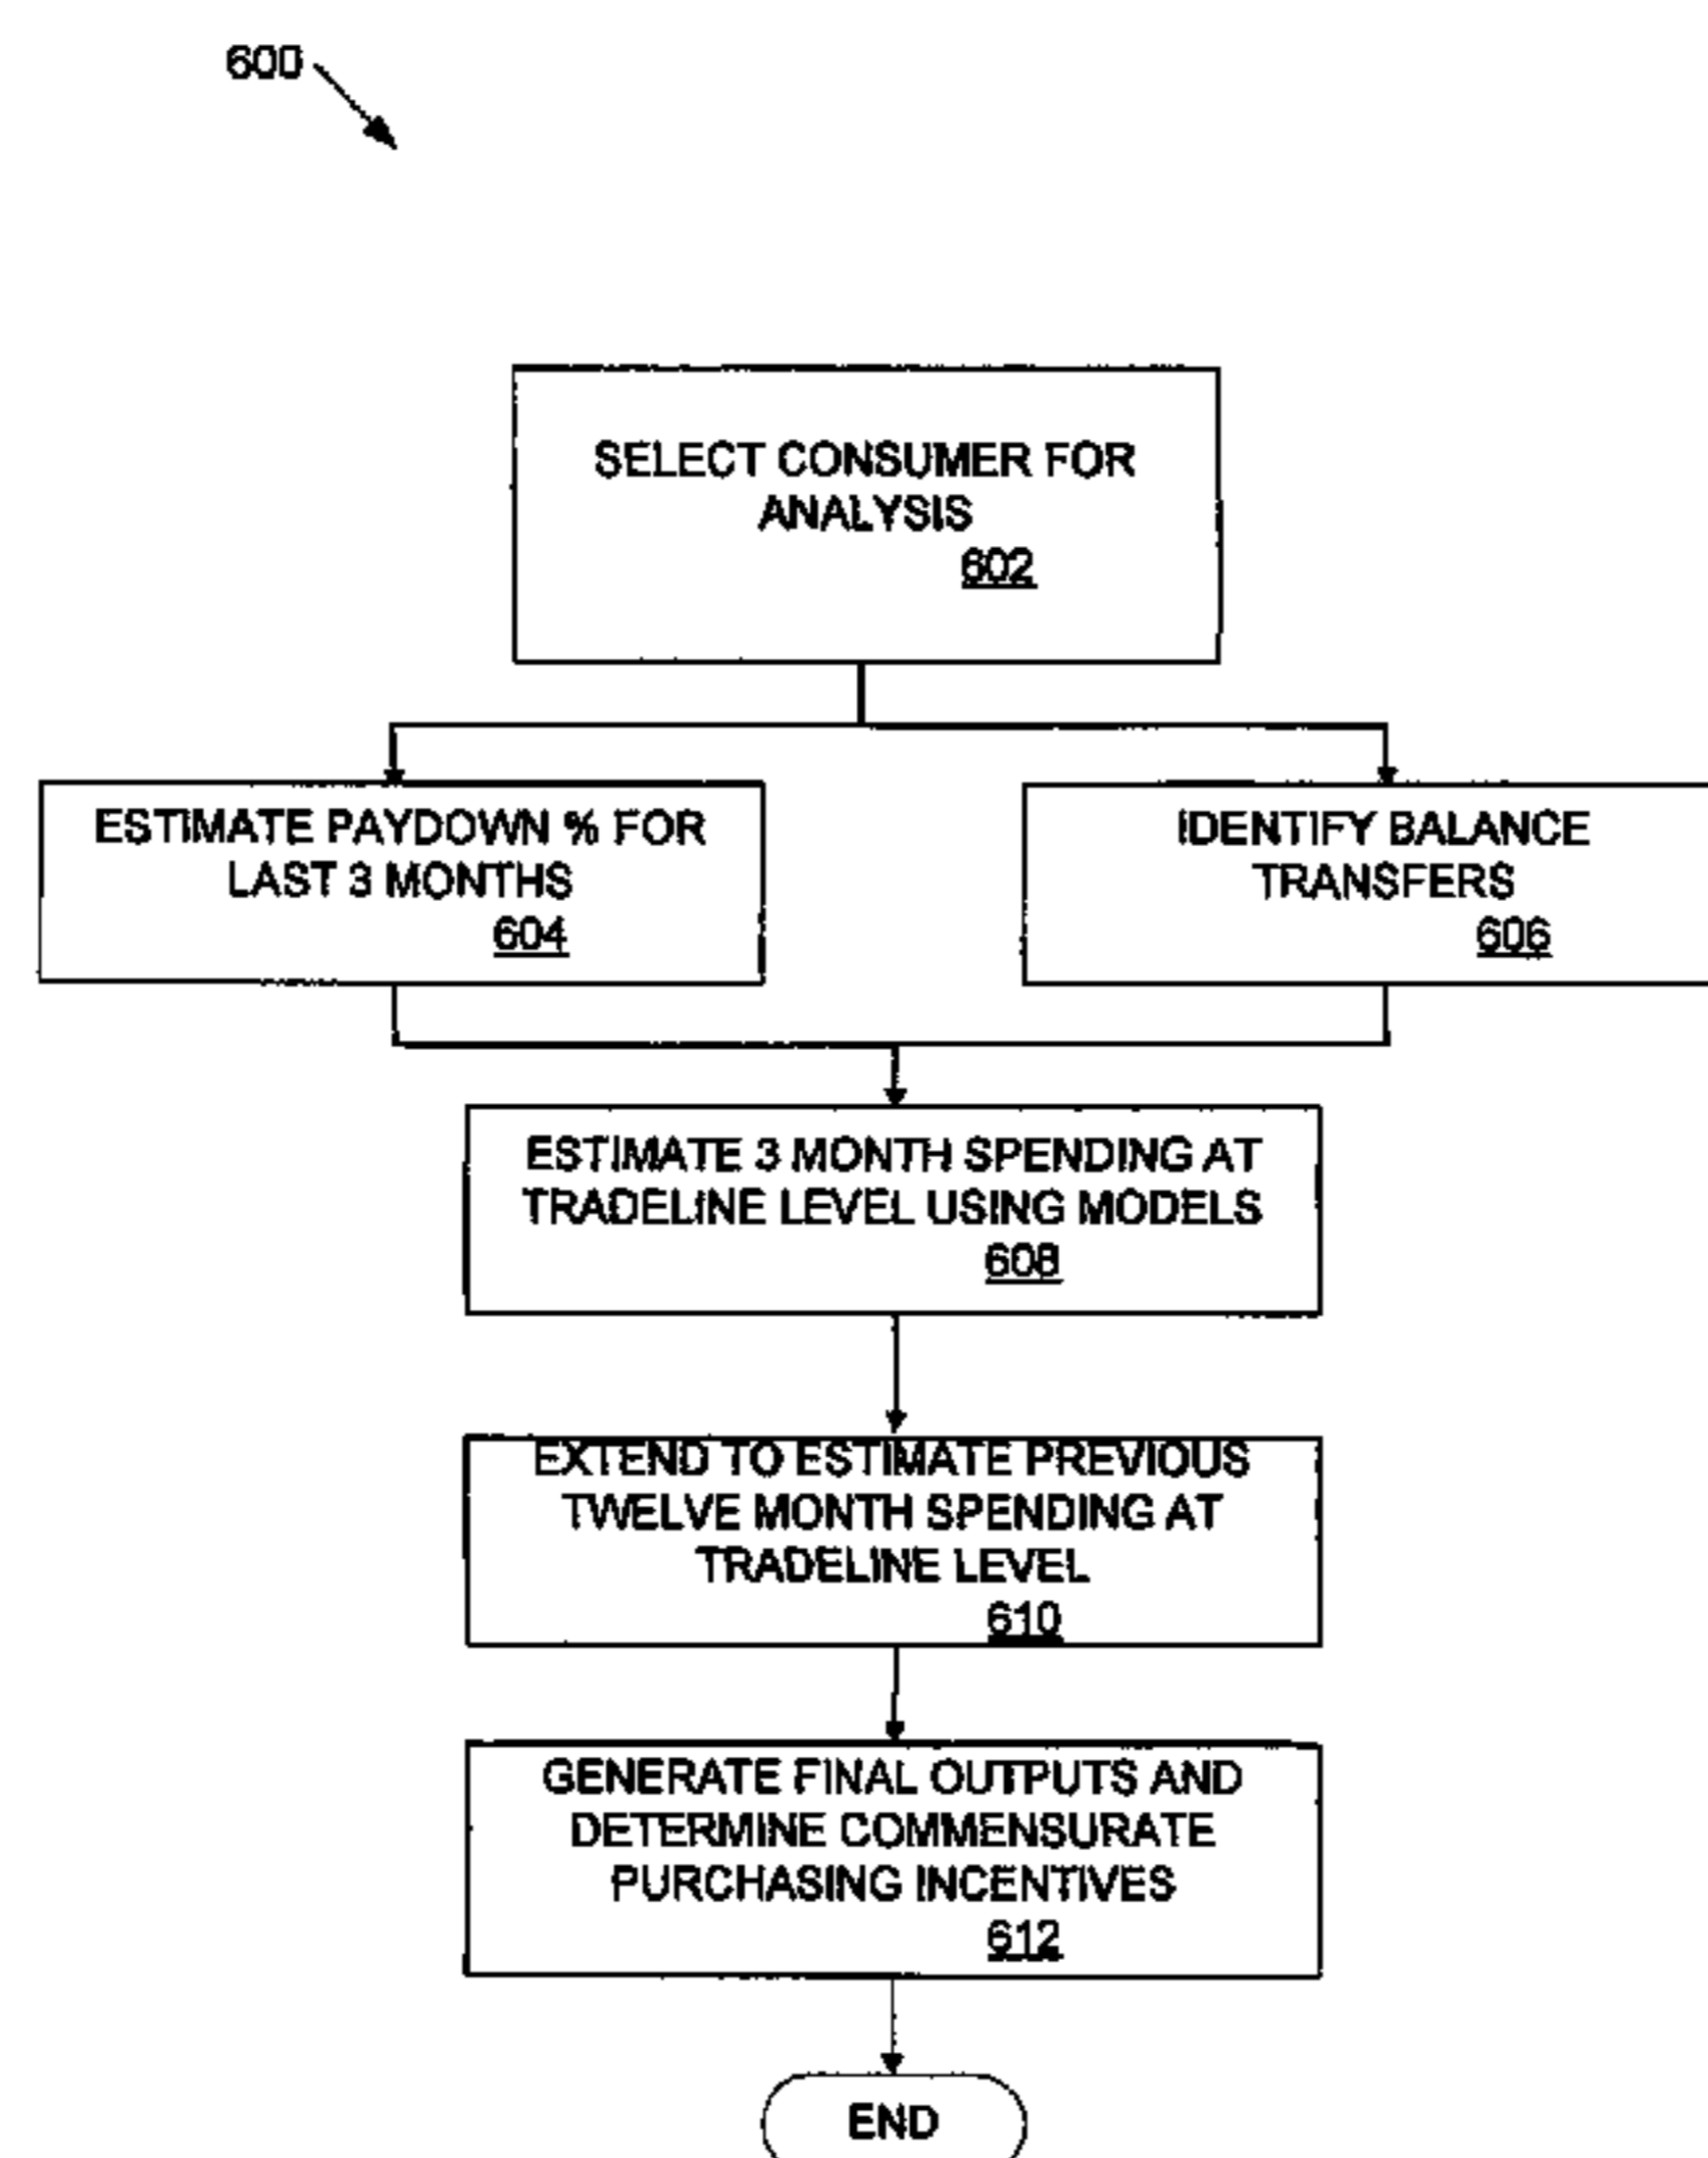 600
SELECT CONSUMER FOR
ANALYSIS
602
ESTIMATE PAYDOWN % FOR
LAST 3 MONTHS
604
IDENTIFY BALANCE
TRANSFERS
606
ESTIMATE 3 MONTH SPENDING AT
TRADELINE LEVEL USING MODELS
608
EXTEND TO ESTIMATE PREVIOUS
TWELVE MONTH SPENDING AT
TRADELINE LEVEL
610
GENERATE FINAL OUTPUTS AND
DETERMINE COMMENSURATE
PURCHASING INCENTIVES
612
END